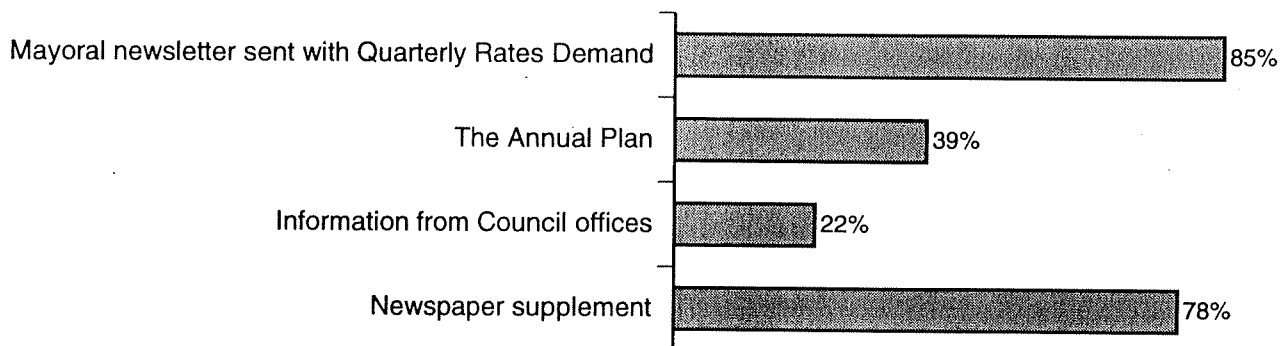 Mayoral newsletter sent with Quarterly Rates Demand 85%
The Annual Plan 39%
Information from Council offices 22%
Newspaper supplement 78%